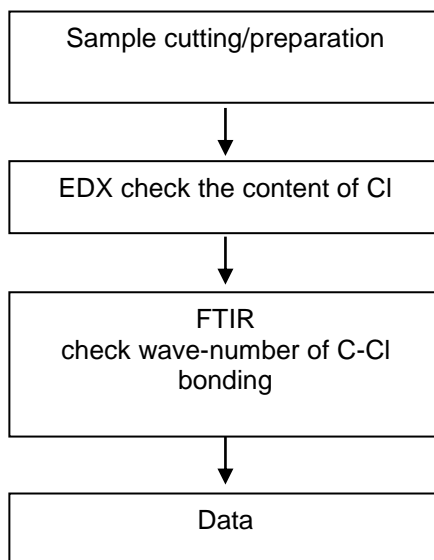 Sample cutting/preparation
EDX check the content of Cl
FTIR
check wave-number of C-Cl
bonding
Data